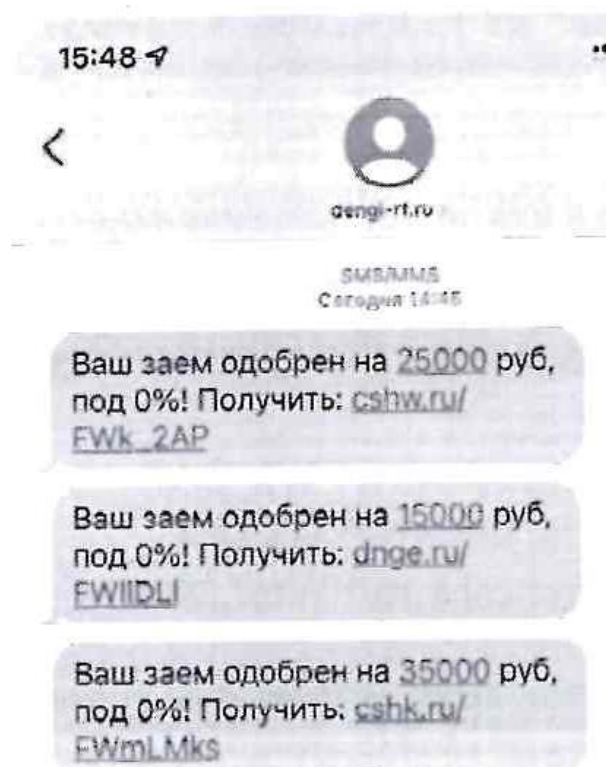 15:48
dengi-rt.ru
SMS/MMS
Сегодня 14:46
Ваш заем одобрен на 25000 руб,
под 0%! Получить: cshw.ru/
FWk_2AP
Ваш заем одобрен на 15000 руб,
под 0%! Получить: dnge.ru/
Ваш заем одобрен на 35000 руб,
под 0%! Получить: cshk.ru/
FWmLMks